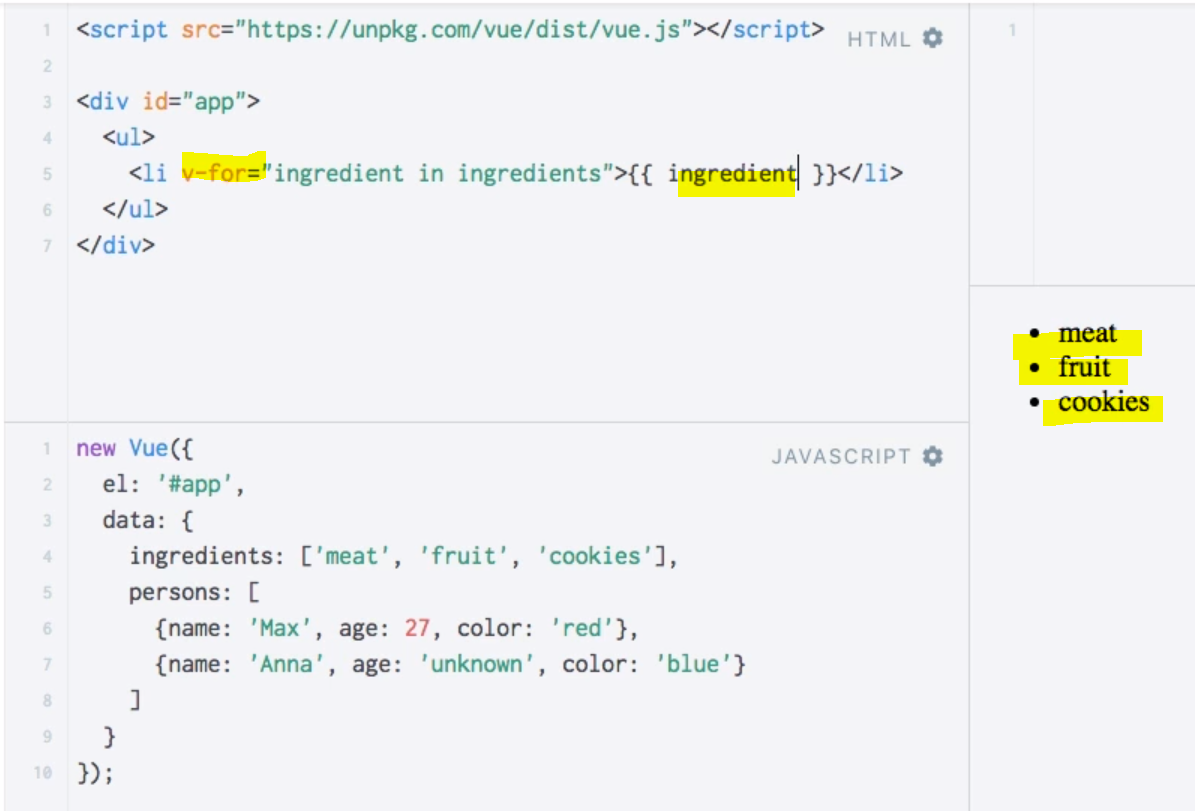 1 <script src="https://unpkg.com/vue/dist/vue.js"></script>
HTML
2
3 <div id="app">
4   <ul>
5     <li v-for="ingredient in ingredients">{{ ingredient }}</li>
6   </ul>
7 </div>
1 new Vue({
JAVASCRIPT
2   el: '#app',
3   data: {
4     ingredients: ['meat', 'fruit', 'cookies'],
5     persons: [
6       {name: 'Max', age: 27, color: 'red'},
7       {name: 'Anna', age: 'unknown', color: 'blue'}
8     ]
9   }
10 });
1
• meat
• fruit
• cookies